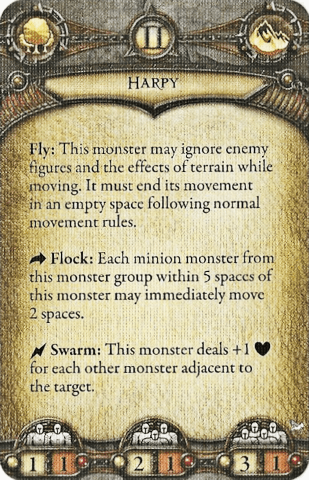 II
HARPY
Fly: This monster may ignore enemy
figures and the effects of terrain while
moving. It must end its movement
in an empty space following normal
movement rules.
Flock: Each minion monster from
this monster group within 5 spaces of
this monster may immediately move
2 spaces.
Swarm: This monster deals +1
for each other monster adjacent to
the target.
1 1 2 1 3 1